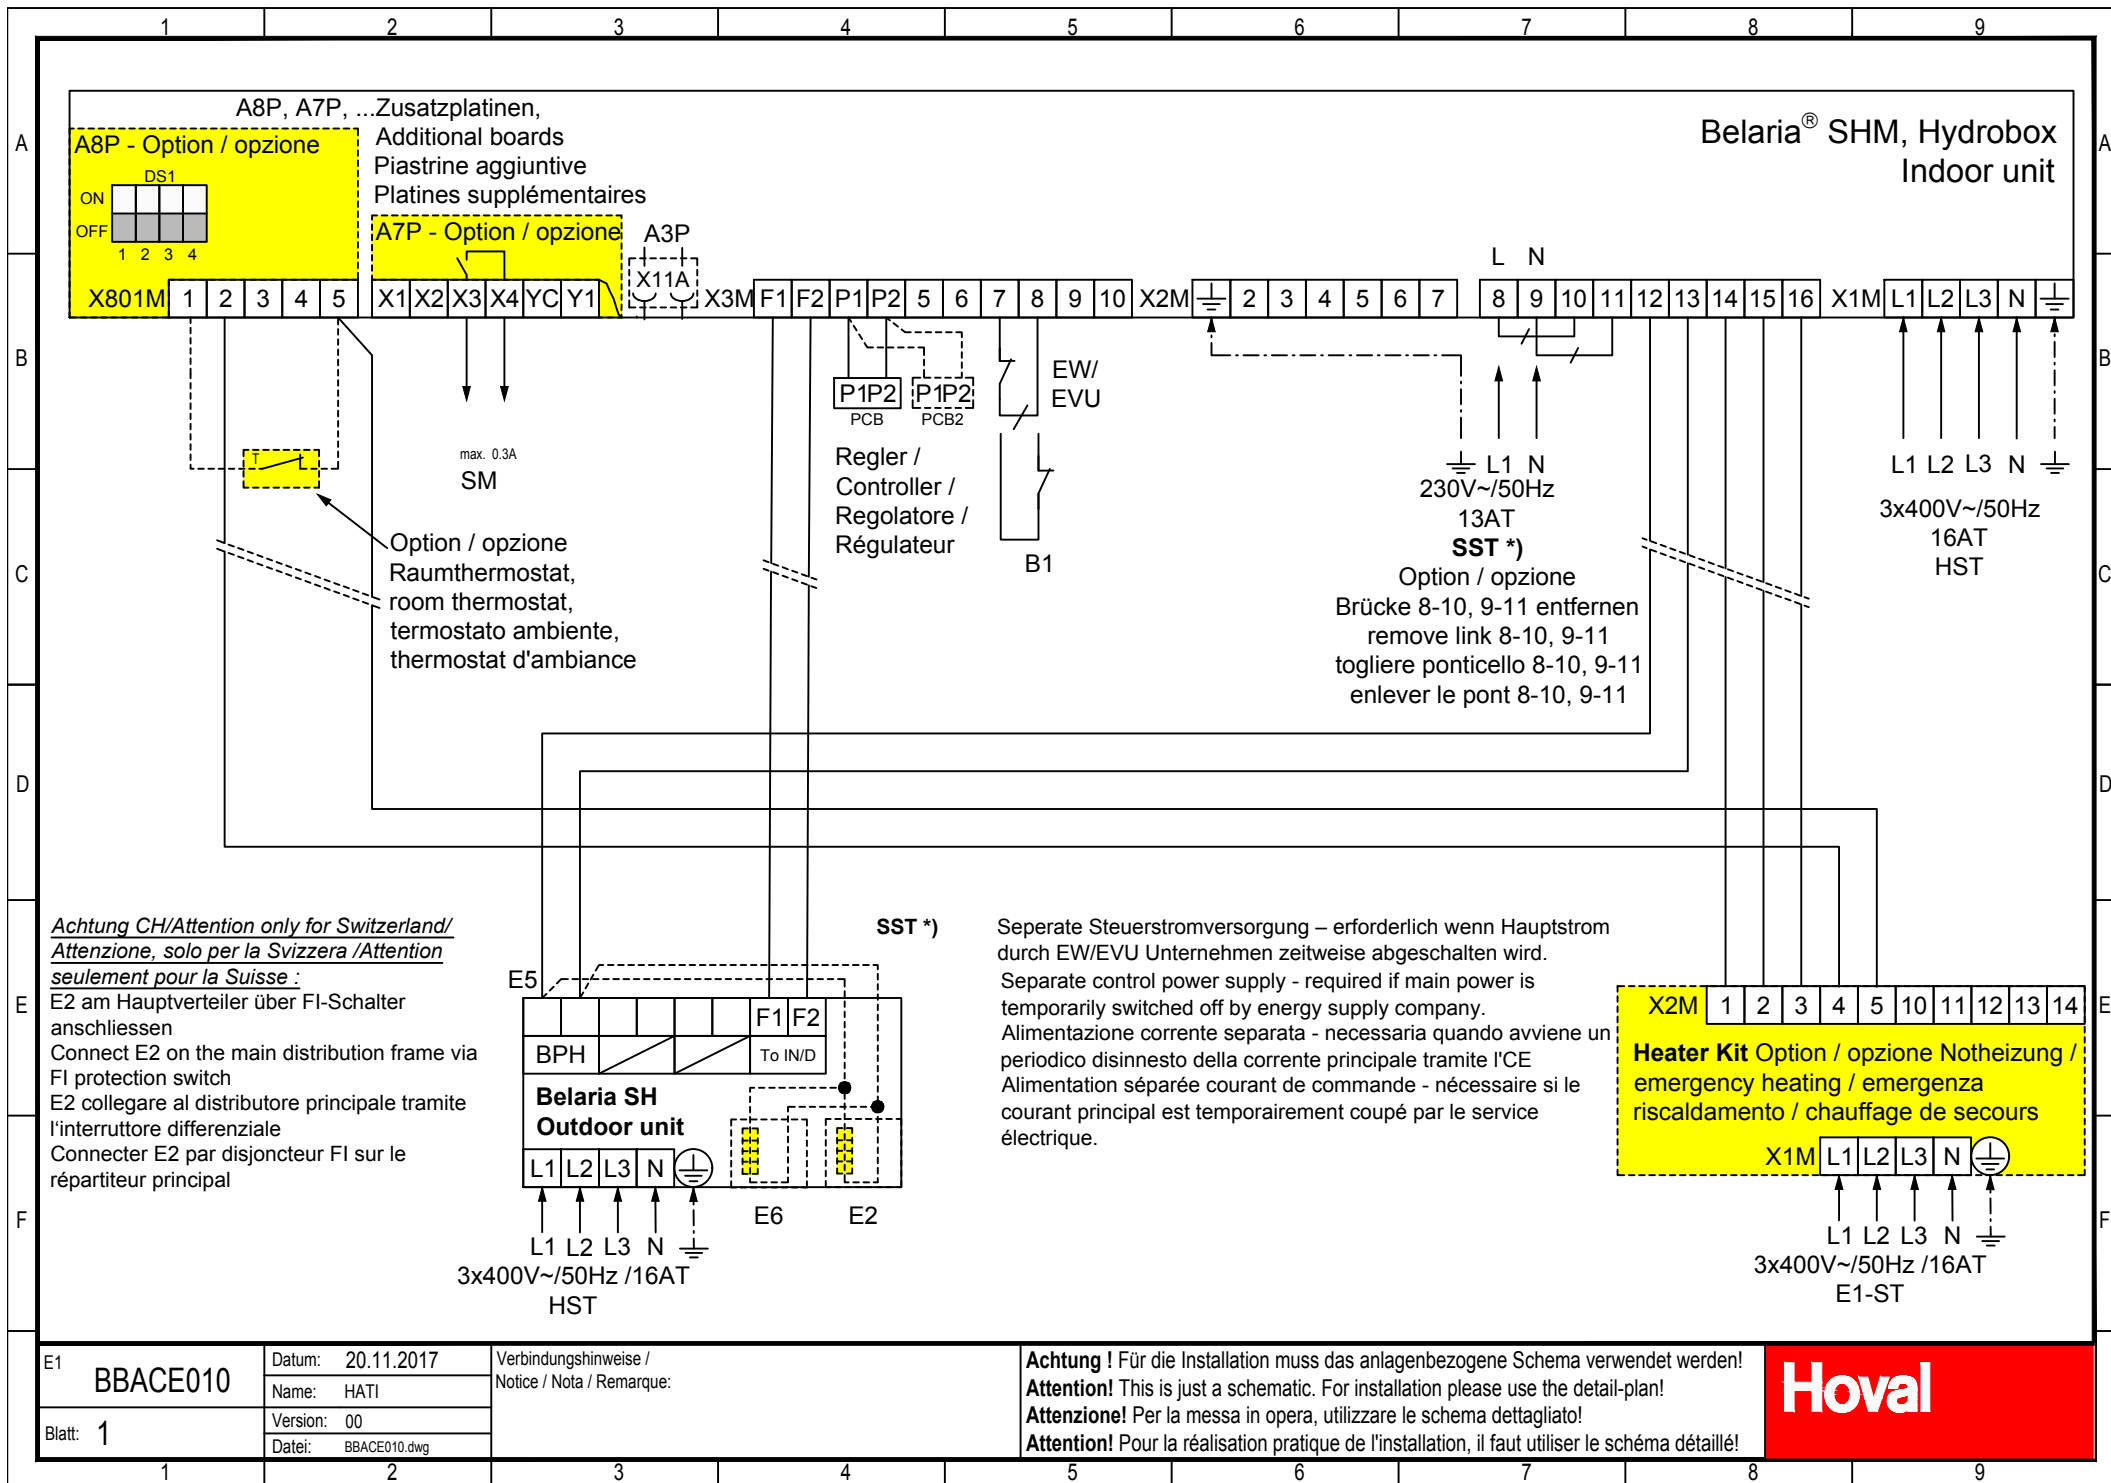 1 2 3 4 5 6 7 8 9
A8P, A7P, ...Zusatzplatinen,
Additional boards
Piastrine aggiuntive
Platines supplémentaires
Belaria® SHM, Hydrobox
Indoor unit
A A
A8P - Option / opzione
DS1
ON
OFF
1 2 3 4
A7P - Option / opzione
A3P
X11A
L N
X801M 1 2 3 4 5
X1 X2 X3 X4 YC Y1
X3M F1 F2 P1 P2 5 6 7 8 9 10
X2M 2 3 4 5 6 7 8 9 10 11 12 13 14 15 16
X1M L1 L2 L3 N
B B
P1P2
PCB
P1P2
PCB2
EW/
EVU
T
max. 0.3A
SM
Regler /
Controller /
Regolatore /
Régulateur
B1
L1 N
230V~/50Hz
13AT
SST *)
Option / opzione
Brücke 8-10, 9-11 entfernen
remove link 8-10, 9-11
togliere ponticello 8-10, 9-11
enlever le pont 8-10, 9-11
L1 L2 L3 N
3x400V~/50Hz
16AT
HST
Option / opzione
Raumthermostat,
room thermostat,
termostato ambiente,
thermostat d'ambiance
C C
D D
Achtung CH/Attention only for Switzerland/
Attenzione, solo per la Svizzera /Attention
seulement pour la Suisse :
E2 am Hauptverteiler über FI-Schalter
anschliessen
Connect E2 on the main distribution frame via
FI protection switch
E2 collegare al distributore principale tramite
l'interruttore differenziale
Connecter E2 par disjoncteur FI sur le
répartiteur principal
E5
F1 F2
BPH
To IN/D
Belaria SH
Outdoor unit
L1 L2 L3 N
E6 E2
L1 L2 L3 N
3x400V~/50Hz /16AT
HST
SST *)
Seperate Steuerstromversorgung – erforderlich wenn Hauptstrom
durch EW/EVU Unternehmen zeitweise abgeschalten wird.
Separate control power supply - required if main power is
temporarily switched off by energy supply company.
Alimentazione corrente separata - necessaria quando avviene un
periodico disinnesto della corrente principale tramite l'CE
Alimentation séparée courant de commande - nécessaire si le
courant principal est temporairement coupé par le service
électrique.
E E
X2M 1 2 3 4 5 10 11 12 13 14
Heater Kit Option / opzione Notheizung /
emergency heating / emergenza
riscaldamento / chauffage de secours
X1M L1 L2 L3 N
L1 L2 L3 N
3x400V~/50Hz /16AT
E1-ST
F F
E1 BBACE010
Blatt: 1
Datum: 20.11.2017
Name: HATI
Version: 00
Datei: BBACE010.dwg
Verbindungshinweise /
Notice / Nota / Remarque:
Achtung ! Für die Installation muss das anlagenbezogene Schema verwendet werden!
Attention! This is just a schematic. For installation please use the detail-plan!
Attenzione! Per la messa in opera, utilizzare le schema dettagliato!
Attention! Pour la réalisation pratique de l'installation, il faut utiliser le schéma détaillé!
Hoval
1 2 3 4 5 6 7 8 9